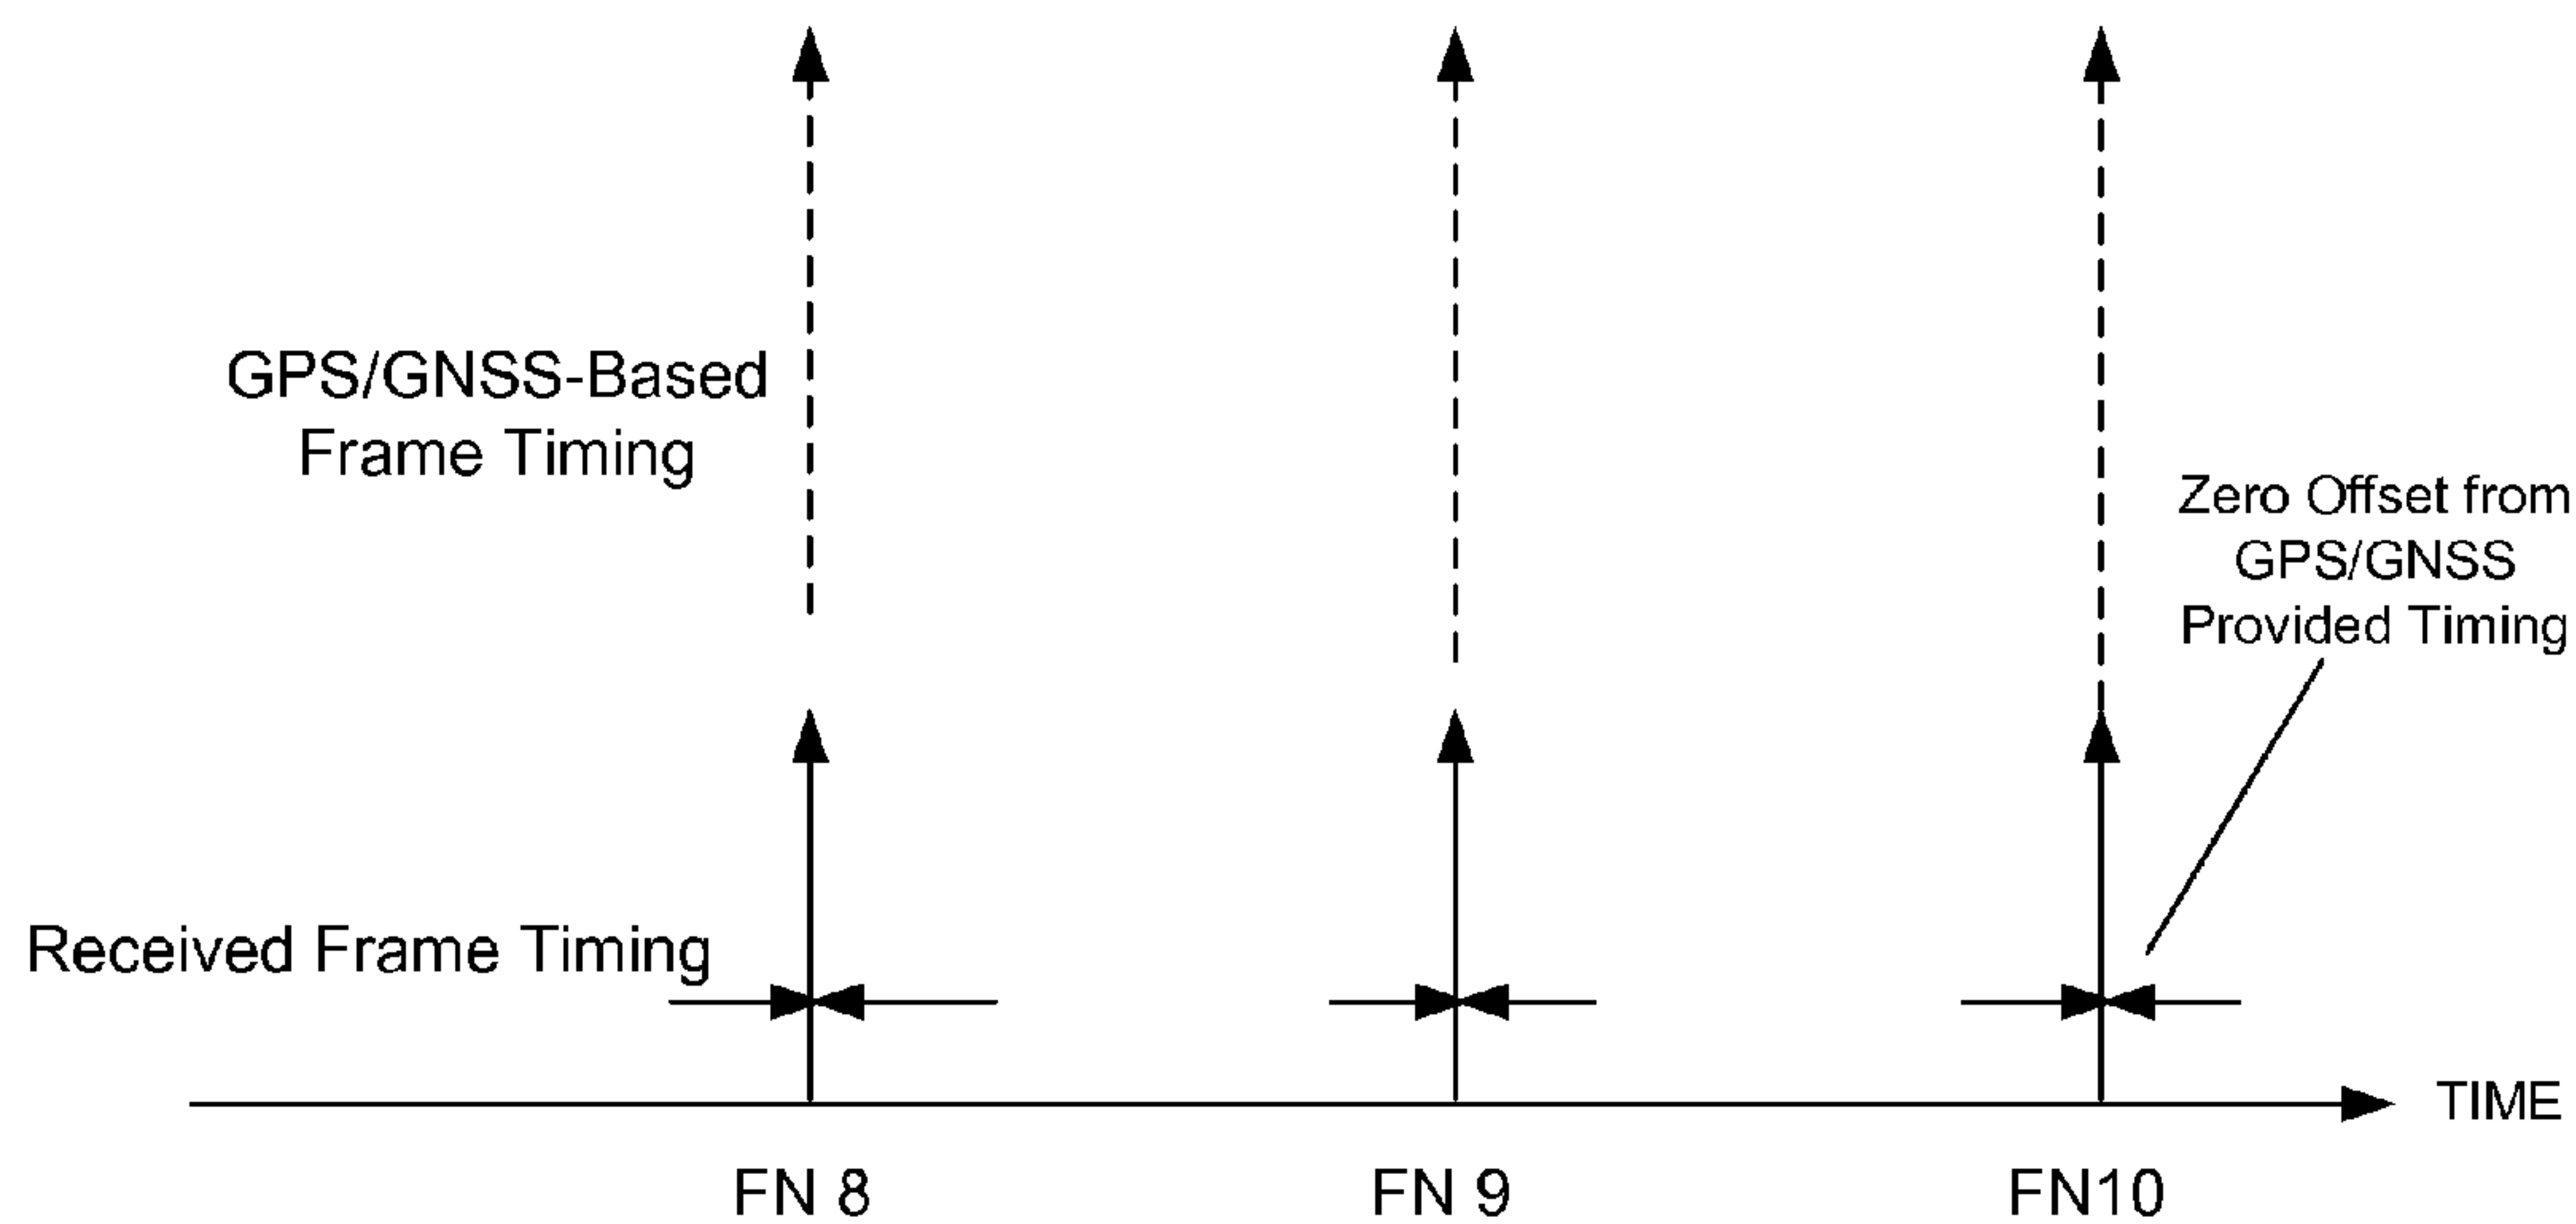 GPS/GNSS-Based
Frame Timing
Zero Offset from
GPS/GNSS
Provided Timing
Received Frame Timing
TIME
FN 8
FN 9
FN10